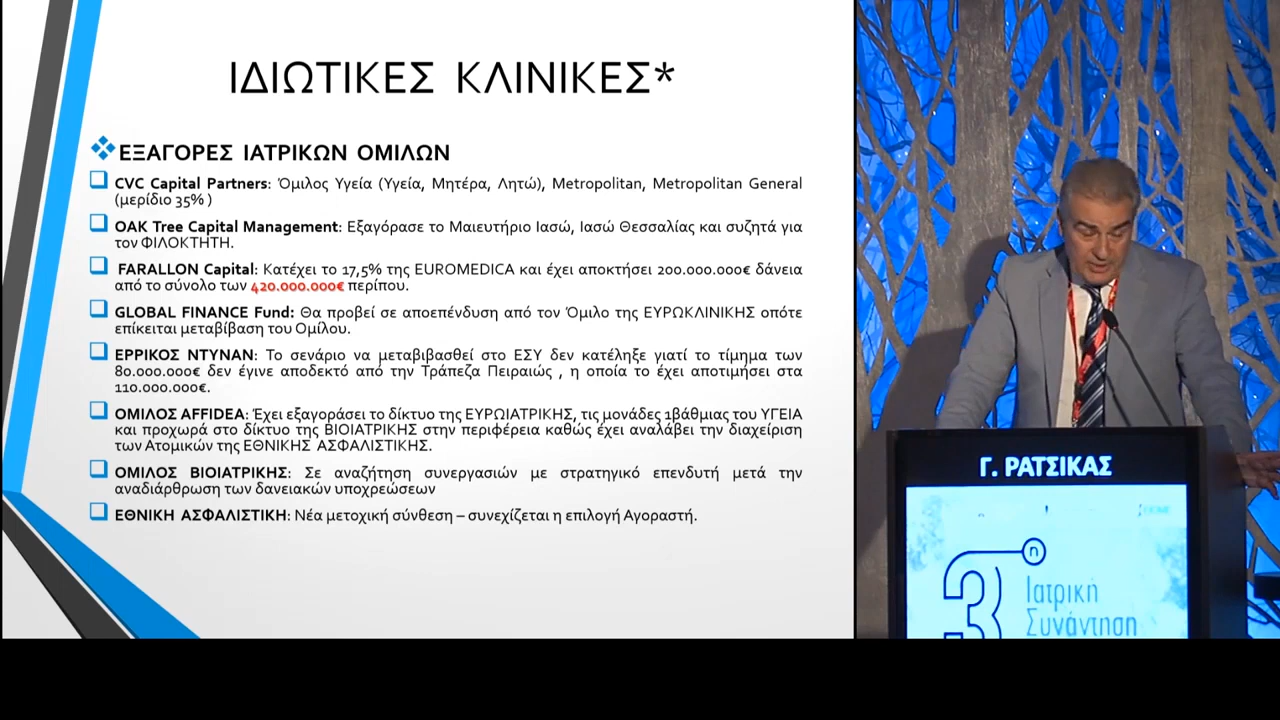 ΙΔΙΩΤΙΚΕΣ ΚΛΙΝΙΚΕΣ*
ΕΞΑΓΟΡΕΣ ΙΑΤΡΙΚΩΝ ΟΜΙΛΩΝ
CVC Capital Partners: Όμιλος Υγεία (Υγεία, Μητέρα, Λητώ), Metropolitan, Metropolitan General
(μερίδιο 35% )
OAK Tree Capital Management: Εξαγόρασε το Μαιευτήριο Ιασώ, Ιασώ Θεσσαλίας και συζητά για
τον ΦΙΛΟΚΤΗΤΗ.
FARALLON Capital: Κατέχει το 17,5% της EUROMEDICA και έχει αποκτήσει 200.000.000€ δάνεια
από το σύνολο των 420.000.000€ περίπου.
GLOBAL FINANCE Fund: Θα προβεί σε αποεπένδυση από τον Όμιλο της ΕΥΡΩΚΛΙΝΙΚΗΣ οπότε
επίκειται μεταβίβαση του Ομίλου.
ΕΡΡΙΚΟΣ ΝΤΥΝΑΝ: Το σενάριο να μεταβιβασθεί στο ΕΣΥ δεν κατέληξε γιατί το τίμημα των
80.000.000€ δεν έγινε αποδεκτό από την Τράπεζα Πειραιώς , η οποία το έχει αποτιμήσει στα
110.000.000€.
ΟΜΙΛΟΣ AFFIDEA: Έχει εξαγοράσει το δίκτυο της ΕΥΡΩΙΑΤΡΙΚΗΣ, τις μονάδες 1βάθμιας του ΥΓΕΙΑ
και προχωρά στο δίκτυο της ΒΙΟΙΑΤΡΙΚΗΣ στην περιφέρεια καθώς έχει αναλάβει την διαχείριση
των Ατομικών της ΕΘΝΙΚΗΣ ΑΣΦΑΛΙΣΤΙΚΗΣ.
ΟΜΙΛΟΣ ΒΙΟΙΑΤΡΙΚΗΣ: Σε αναζήτηση συνεργασιών με στρατηγικό επενδυτή μετά την
αναδιάρθρωση των δανειακών υποχρεώσεων
ΕΘΝΙΚΗ ΑΣΦΑΛΙΣΤΙΚΗ: Νέα μετοχική σύνθεση – συνεχίζεται η επιλογή Αγοραστή.
Γ. ΡΑΤΣΙΚΑΣ
3η
Ιατρική
Συνάντηση